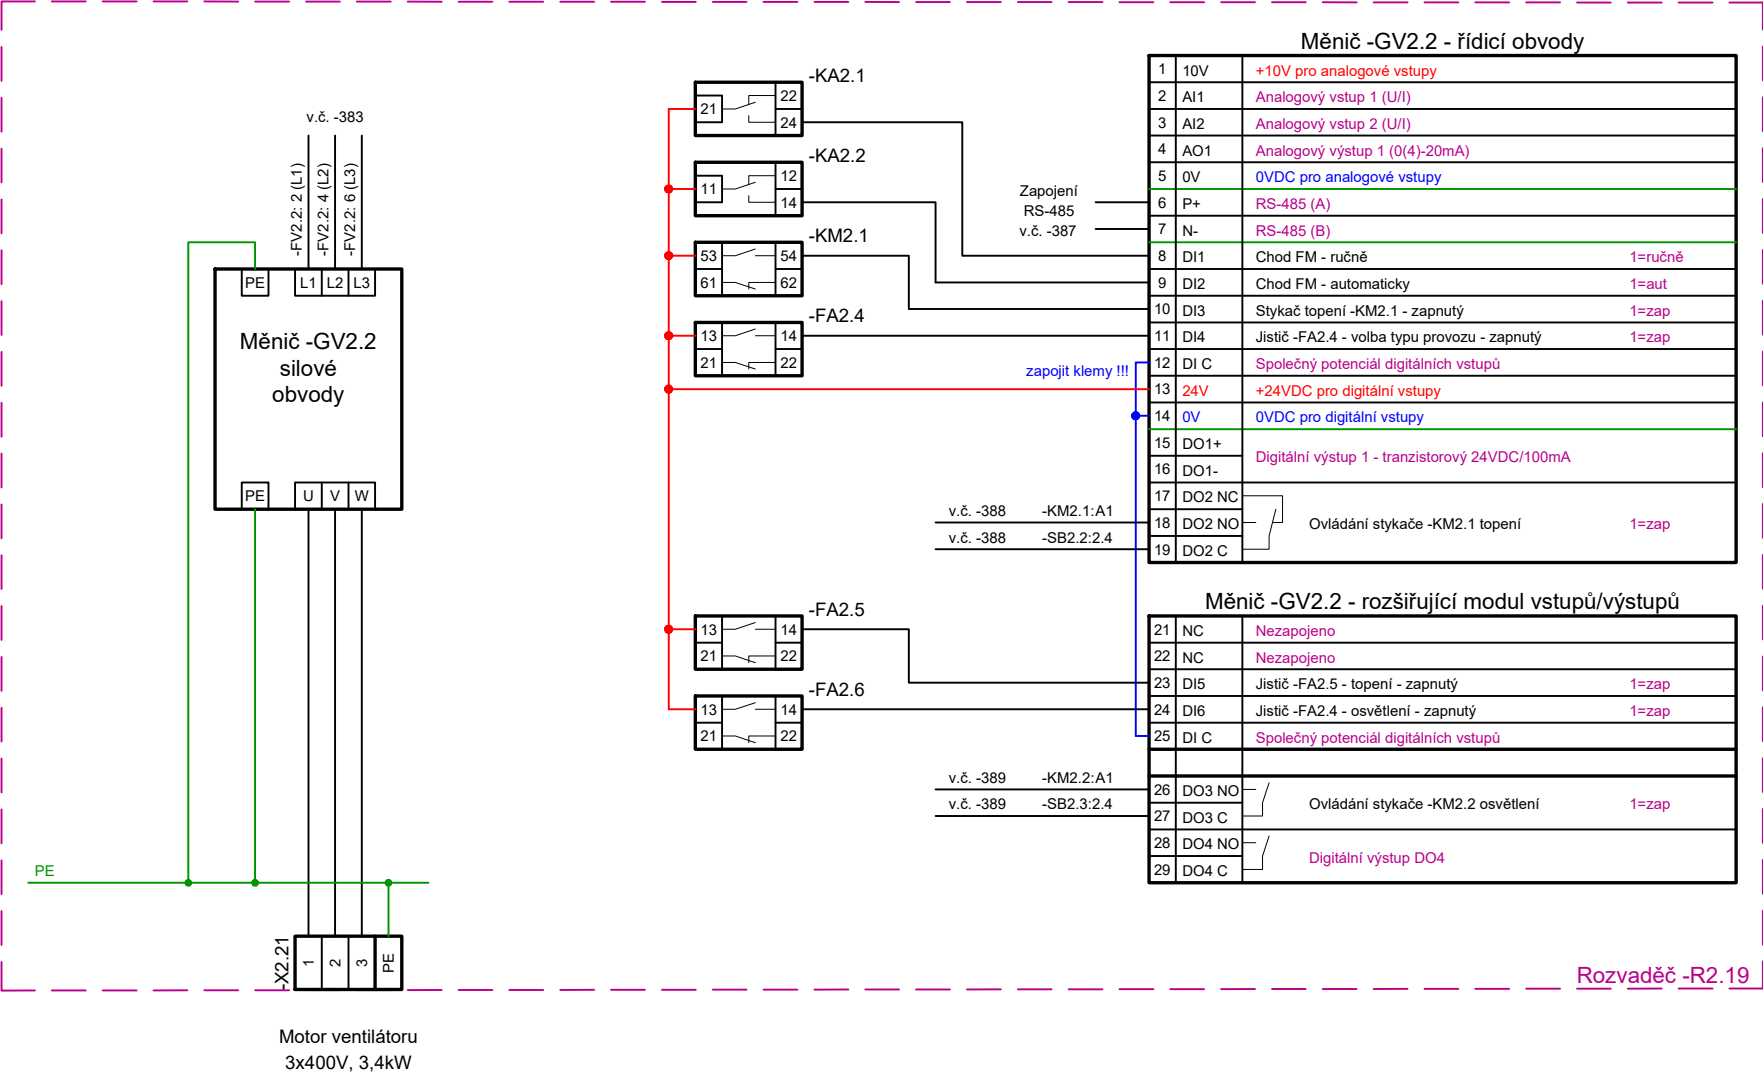 v.č. -383
-FV2.2: 2 (L1)
-FV2.2: 4 (L2)
-FV2.2: 6 (L3)
PE L1 L2 L3
Měnič -GV2.2
silové
obvody
PE U V W
PE
-X2.21
1 2 3 PE
Motor ventilátoru
3x400V, 3,4kW
-KA2.1
21 22
24
-KA2.2
11 12
14
-KM2.1
53 54
61 62
-FA2.4
13 14
21 22
-FA2.5
13 14
21 22
-FA2.6
13 14
21 22
Zapojení
RS-485
v.č. -387
zapojit klemy !!!
v.č. -388 -KM2.1:A1
v.č. -388 -SB2.2:2.4
v.č. -389 -KM2.2:A1
v.č. -389 -SB2.3:2.4
Měnič -GV2.2 - řídicí obvody
1 10V +10V pro analogové vstupy
2 AI1 Analogový vstup 1 (U/I)
3 AI2 Analogový vstup 2 (U/I)
4 AO1 Analogový výstup 1 (0(4)-20mA)
5 0V 0VDC pro analogové vstupy
6 P+ RS-485 (A)
7 N- RS-485 (B)
8 DI1 Chod FM - ručně 1=ručně
9 DI2 Chod FM - automaticky 1=aut
10 DI3 Stykač topení -KM2.1 - zapnutý 1=zap
11 DI4 Jistič -FA2.4 - volba typu provozu - zapnutý 1=zap
12 DI C Společný potenciál digitálních vstupů
13 24V +24VDC pro digitální vstupy
14 0V 0VDC pro digitální vstupy
15 DO1+
Digitální výstup 1 - tranzistorový 24VDC/100mA
16 DO1-
17 DO2 NC
18 DO2 NO Ovládání stykače -KM2.1 topení 1=zap
19 DO2 C
Měnič -GV2.2 - rozšiřující modul vstupů/výstupů
21 NC Nezapojeno
22 NC Nezapojeno
23 DI5 Jistič -FA2.5 - topení - zapnutý 1=zap
24 DI6 Jistič -FA2.4 - osvětlení - zapnutý 1=zap
25 DI C Společný potenciál digitálních vstupů
26 DO3 NO
Ovládání stykače -KM2.2 osvětlení 1=zap
27 DO3 C
28 DO4 NO
Digitální výstup DO4
29 DO4 C
Rozvaděč -R2.19